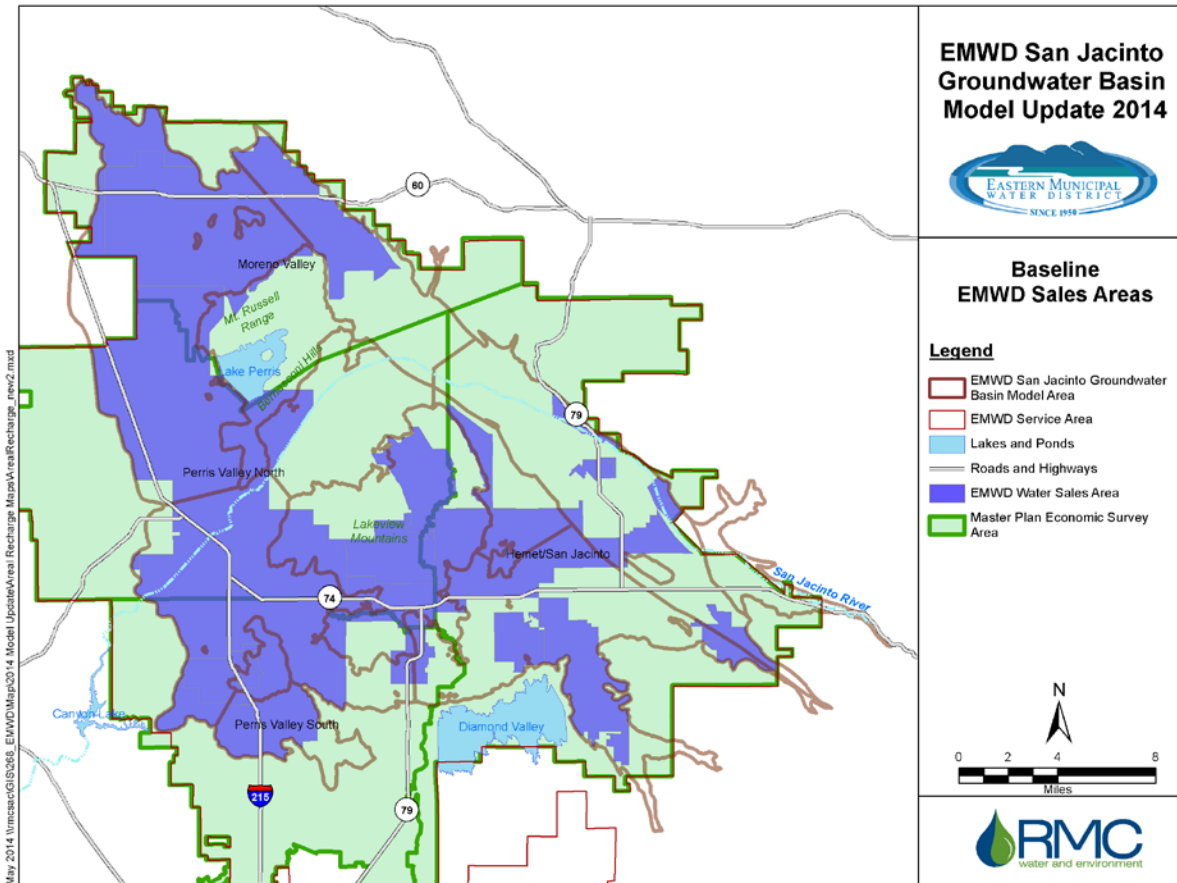 EMWD San Jacinto
Groundwater Basin
Model Update 2014
EASTERN MUNICIPAL
WATER DISTRICT
SINCE 1950
Baseline
EMWD Sales Areas
Legend
EMWD San Jacinto Groundwater
Basin Model Area
EMWD Service Area
Lakes and Ponds
Roads and Highways
EMWD Water Sales Area
Master Plan Economic Survey
Area
N
0 2 4 8
Miles
RMC
water and environment
60
Moreno Valley
Mt. Russell
Range
Lake Perris
Bernasconi Hills
79
Perris Valley North
Lakeview
Mountains
Hemet/San Jacinto
San Jacinto River
74
Canyon Lake
Perris Valley South
Diamond Valley
215
79
May 2014 \\rmcsac\GIS\268_EMWD\Map\2014 Model Update\Areal Recharge Maps\ArealRecharge_new2.mxd